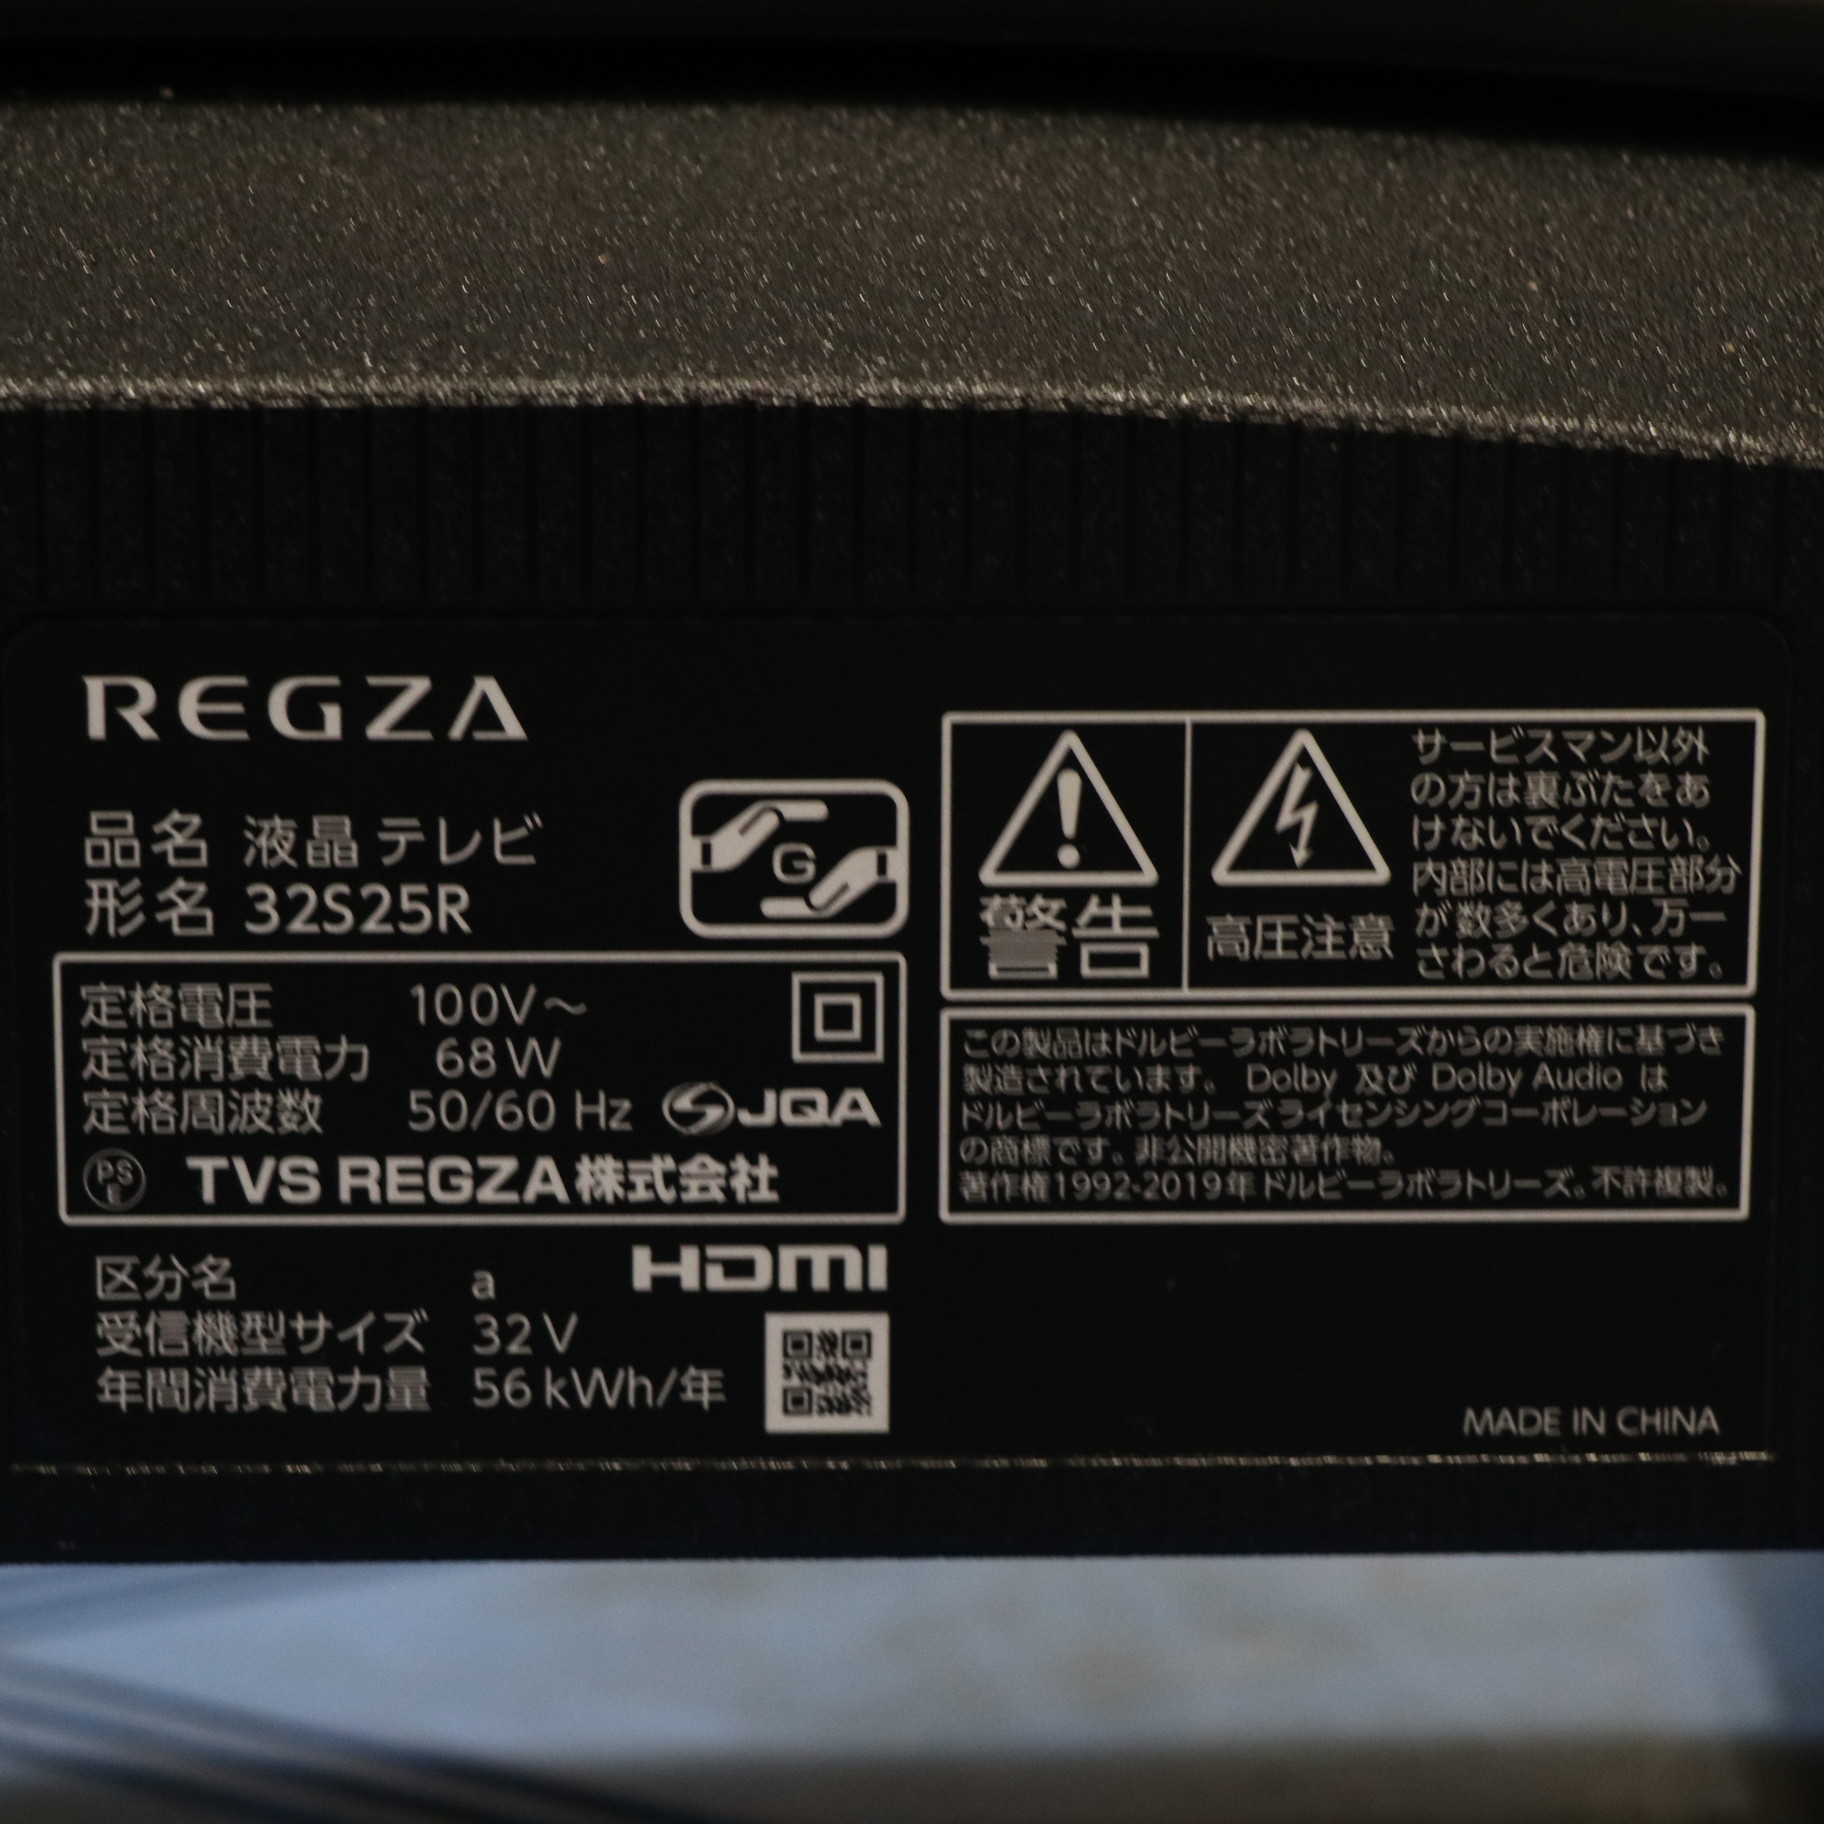 REGZA
品名 液晶テレビ
形名 32S25R
G
定格電圧 100V～
定格消費電力 68W
定格周波数 50/60 Hz
JQA
PSE
TVS REGZA株式会社
区分名 a
HDMI
受信機型サイズ 32V
年間消費電力量 56kWh/年
警告
高圧注意
サービスマン以外
の方は裏ぶたをあ
けないでください。
内部には高電圧部分
が数多くあり、万一
さわると危険です。
この製品はドルビーラボラトリーズからの実施権に基づき
製造されています。 Dolby 及び Dolby Audio は
ドルビーラボラトリーズライセンシングコーポレーション
の商標です。非公開機密著作物。
著作権1992-2019年ドルビーラボラトリーズ。不許複製。
MADE IN CHINA